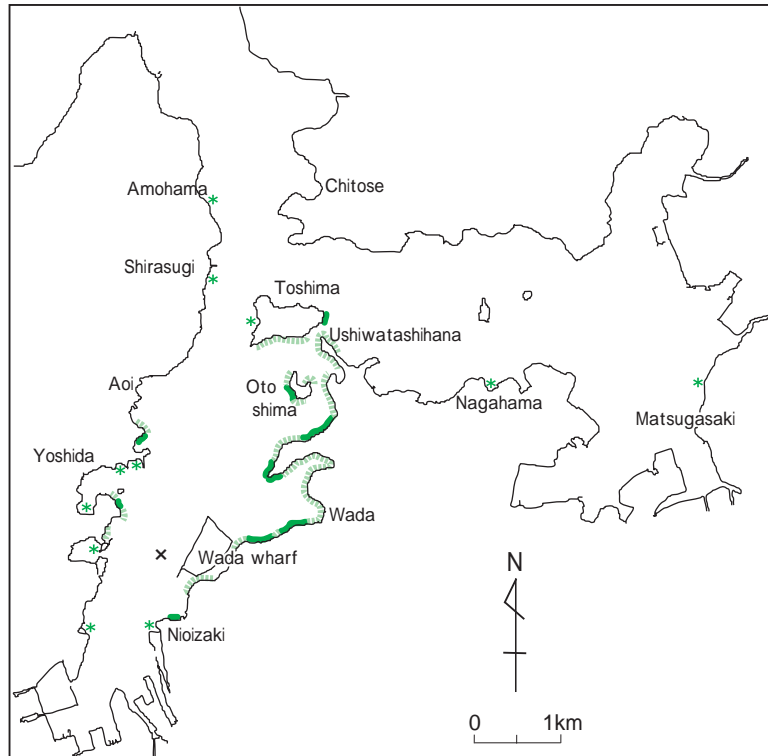 Amohama
Chitose
Shirasugi
Toshima
Ushiwatashihana
Aoi
Oto
shima
Nagahama
Matsugasaki
Yoshida
Wada
Wada wharf
N
Nioizaki
0 1km